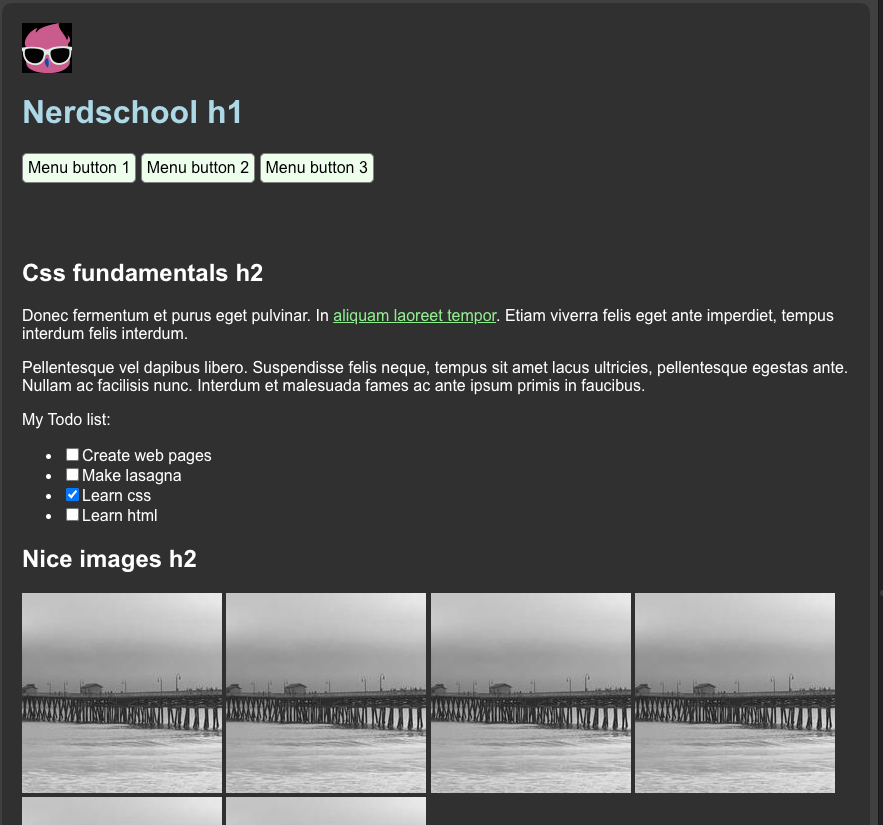 Nerdschool h1
Menu button 1 Menu button 2 Menu button 3
Css fundamentals h2
Donec fermentum et purus eget pulvinar. In aliquam laoreet tempor. Etiam viverra felis eget ante imperdiet, tempus
interdum felis interdum.
Pellentesque vel dapibus libero. Suspendisse felis neque, tempus sit amet lacus ultricies, pellentesque egestas ante.
Nullam ac facilisis nunc. Interdum et malesuada fames ac ante ipsum primis in faucibus.
My Todo list:
Create web pages
Make lasagna
Learn css
Learn html
Nice images h2